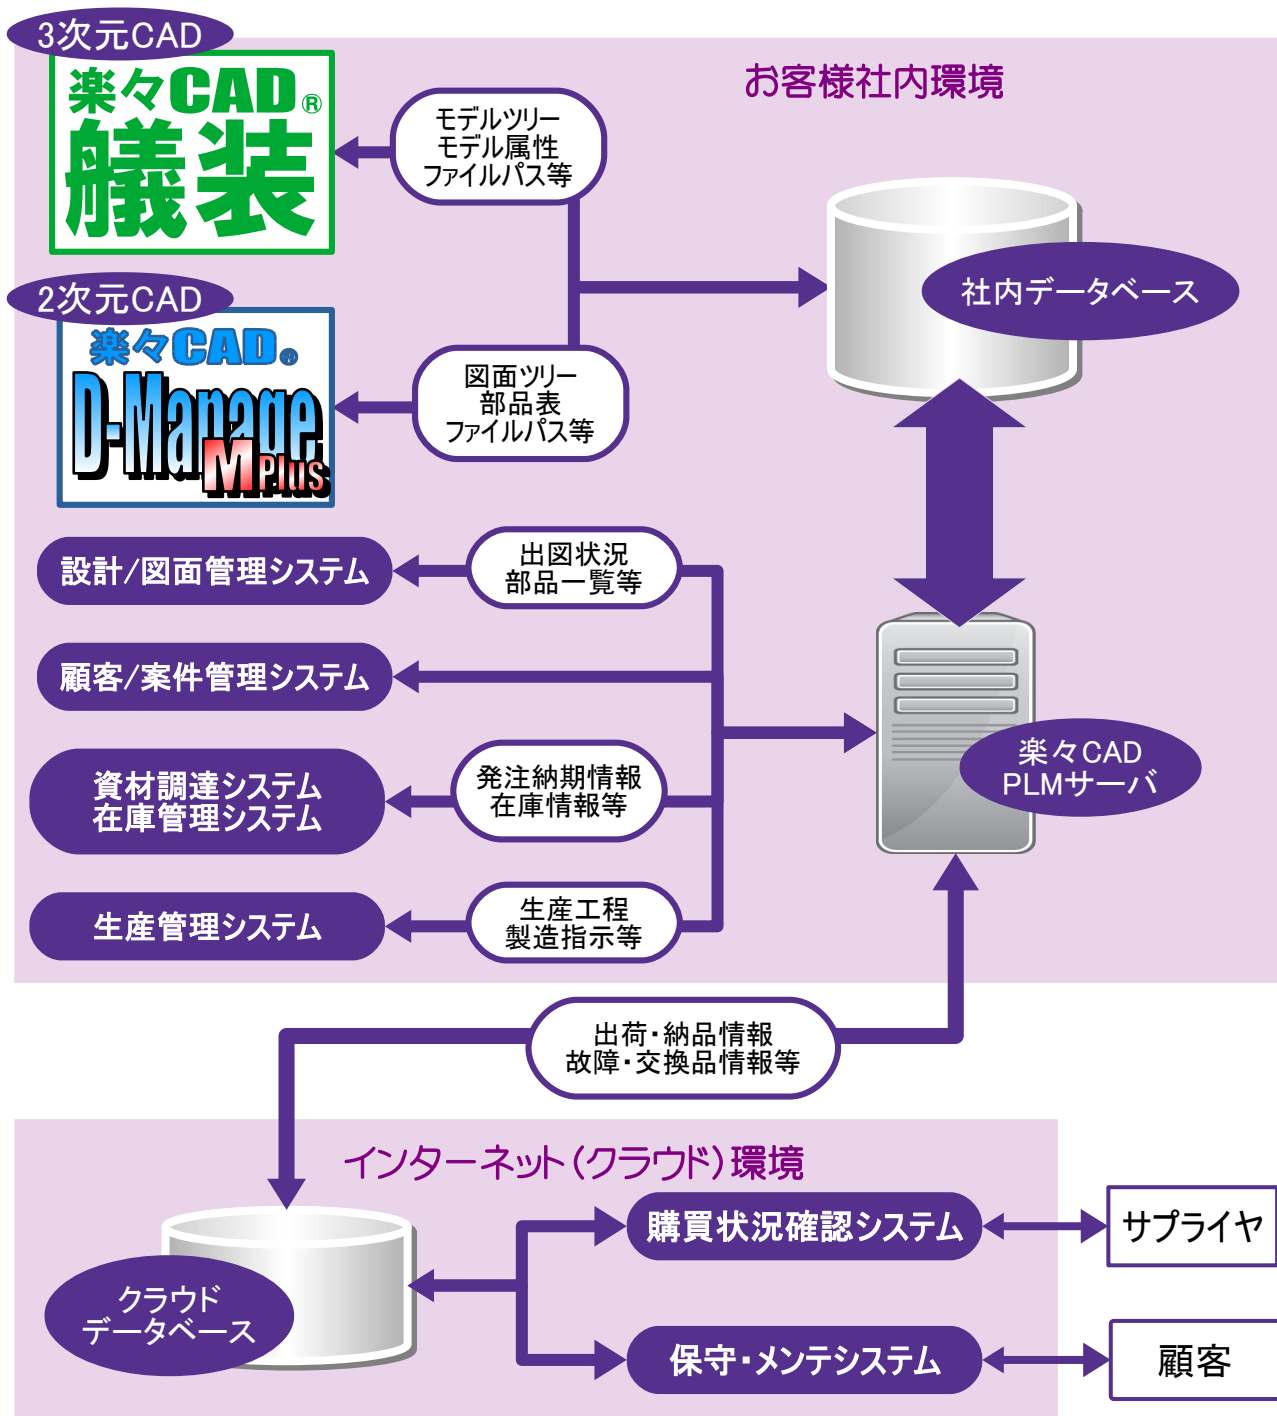 3次元CAD
楽々CAD®
艤装
お客様社内環境
モデルツリー
モデル属性
ファイルパス等
社内データベース
2次元CAD
楽々CAD®
D-Manage
M Plus
図面ツリー
部品表
ファイルパス等
設計/図面管理システム
出図状況
部品一覧等
顧客/案件管理システム
資材調達システム
在庫管理システム
発注納期情報
在庫情報等
楽々CAD
PLMサーバ
生産管理システム
生産工程
製造指示等
出荷・納品情報
故障・交換品情報等
インターネット(クラウド)環境
購買状況確認システム
サプライヤ
クラウド
データベース
保守・メンテシステム
顧客